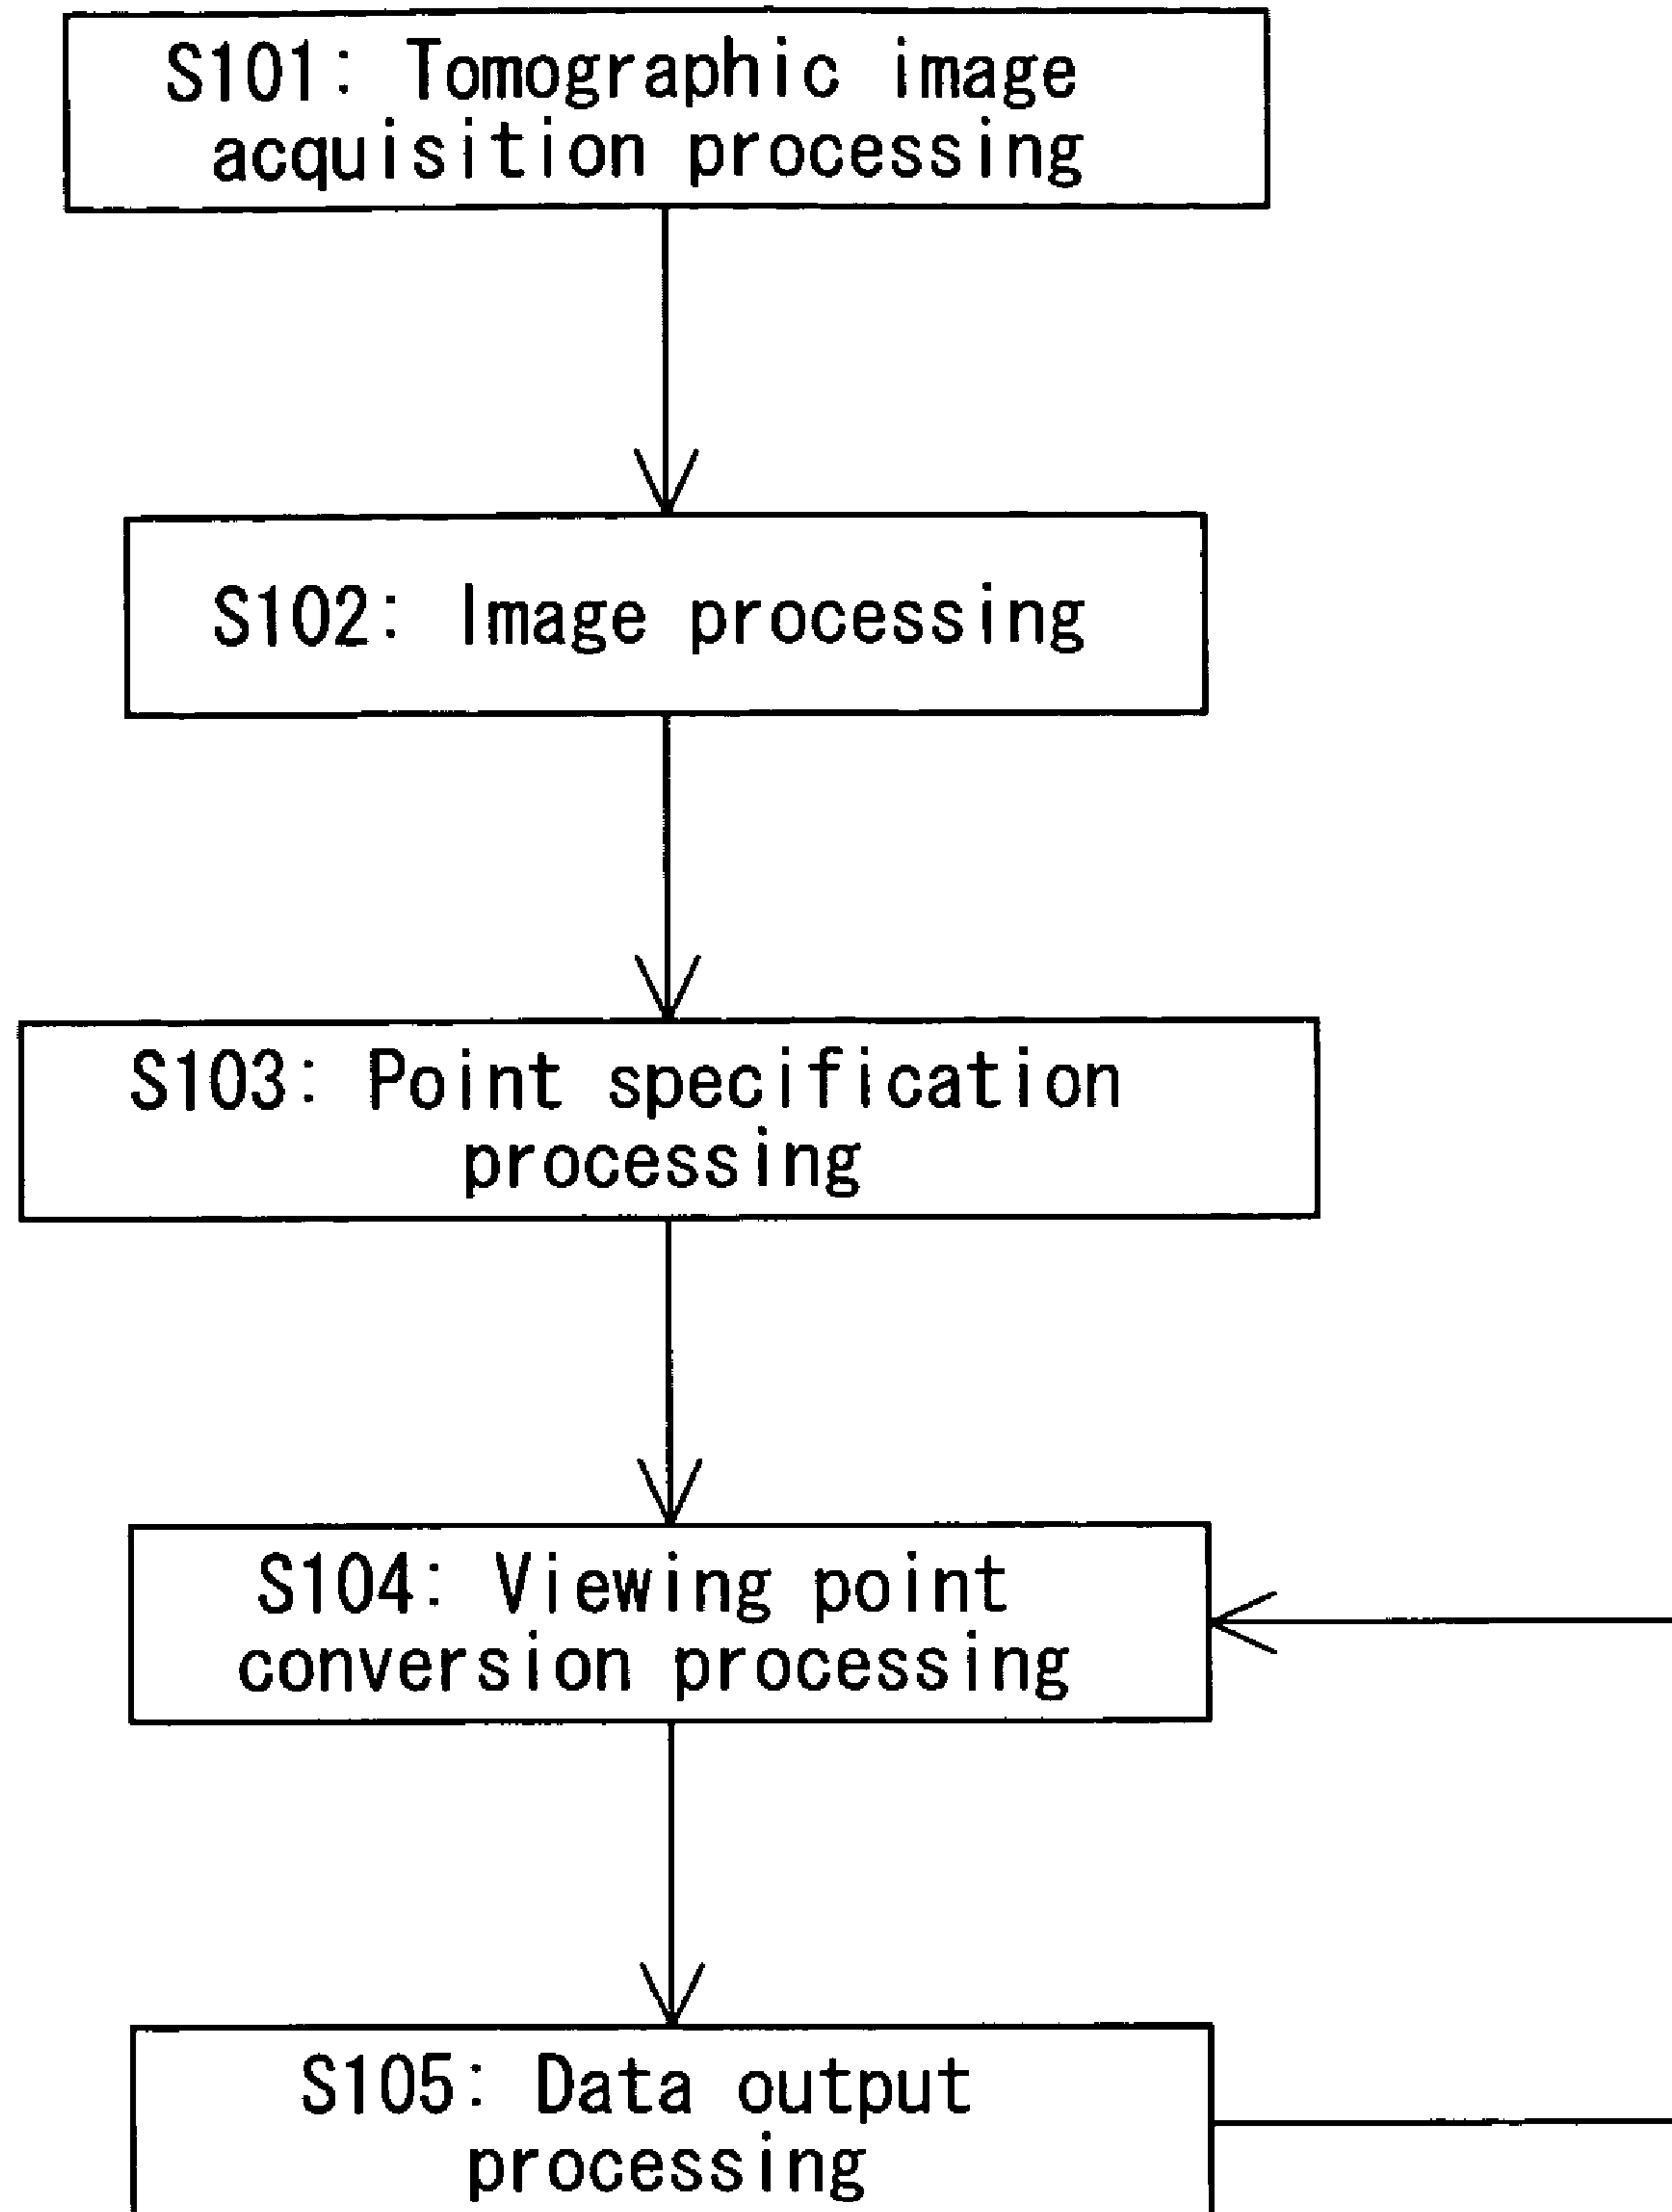 S101: Tomographic image
acquisition processing
S102: Image processing
S103: Point specification
processing
S104: Viewing point
conversion processing
S105: Data output
processing